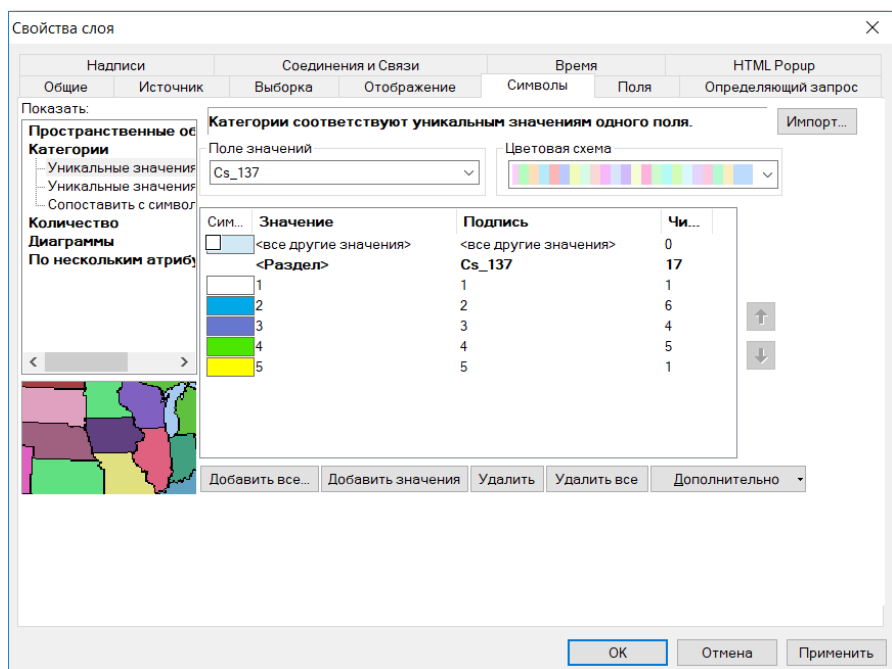 Свойства слоя
Надписи Соединения и Связи Время HTML Popup
Общие Источник Выборка Отображение Символы Поля Определяющий запрос
Показать:
Пространственные об
Категории
Уникальные значения
Уникальные значения
Сопоставить с символ
Количество
Диаграммы
По нескольким атрибу
Категории соответствуют уникальным значениям одного поля.
Импорт...
Поле значений
Cs_137
Цветовая схема
Сим... Значение Подпись Чи...
<все другие значения> <все другие значения> 0
<Раздел> Cs_137 17
1 1 1
2 2 6
3 3 4
4 4 5
5 5 1
Добавить все... Добавить значения Удалить Удалить все Дополнительно
OK Отмена Применить